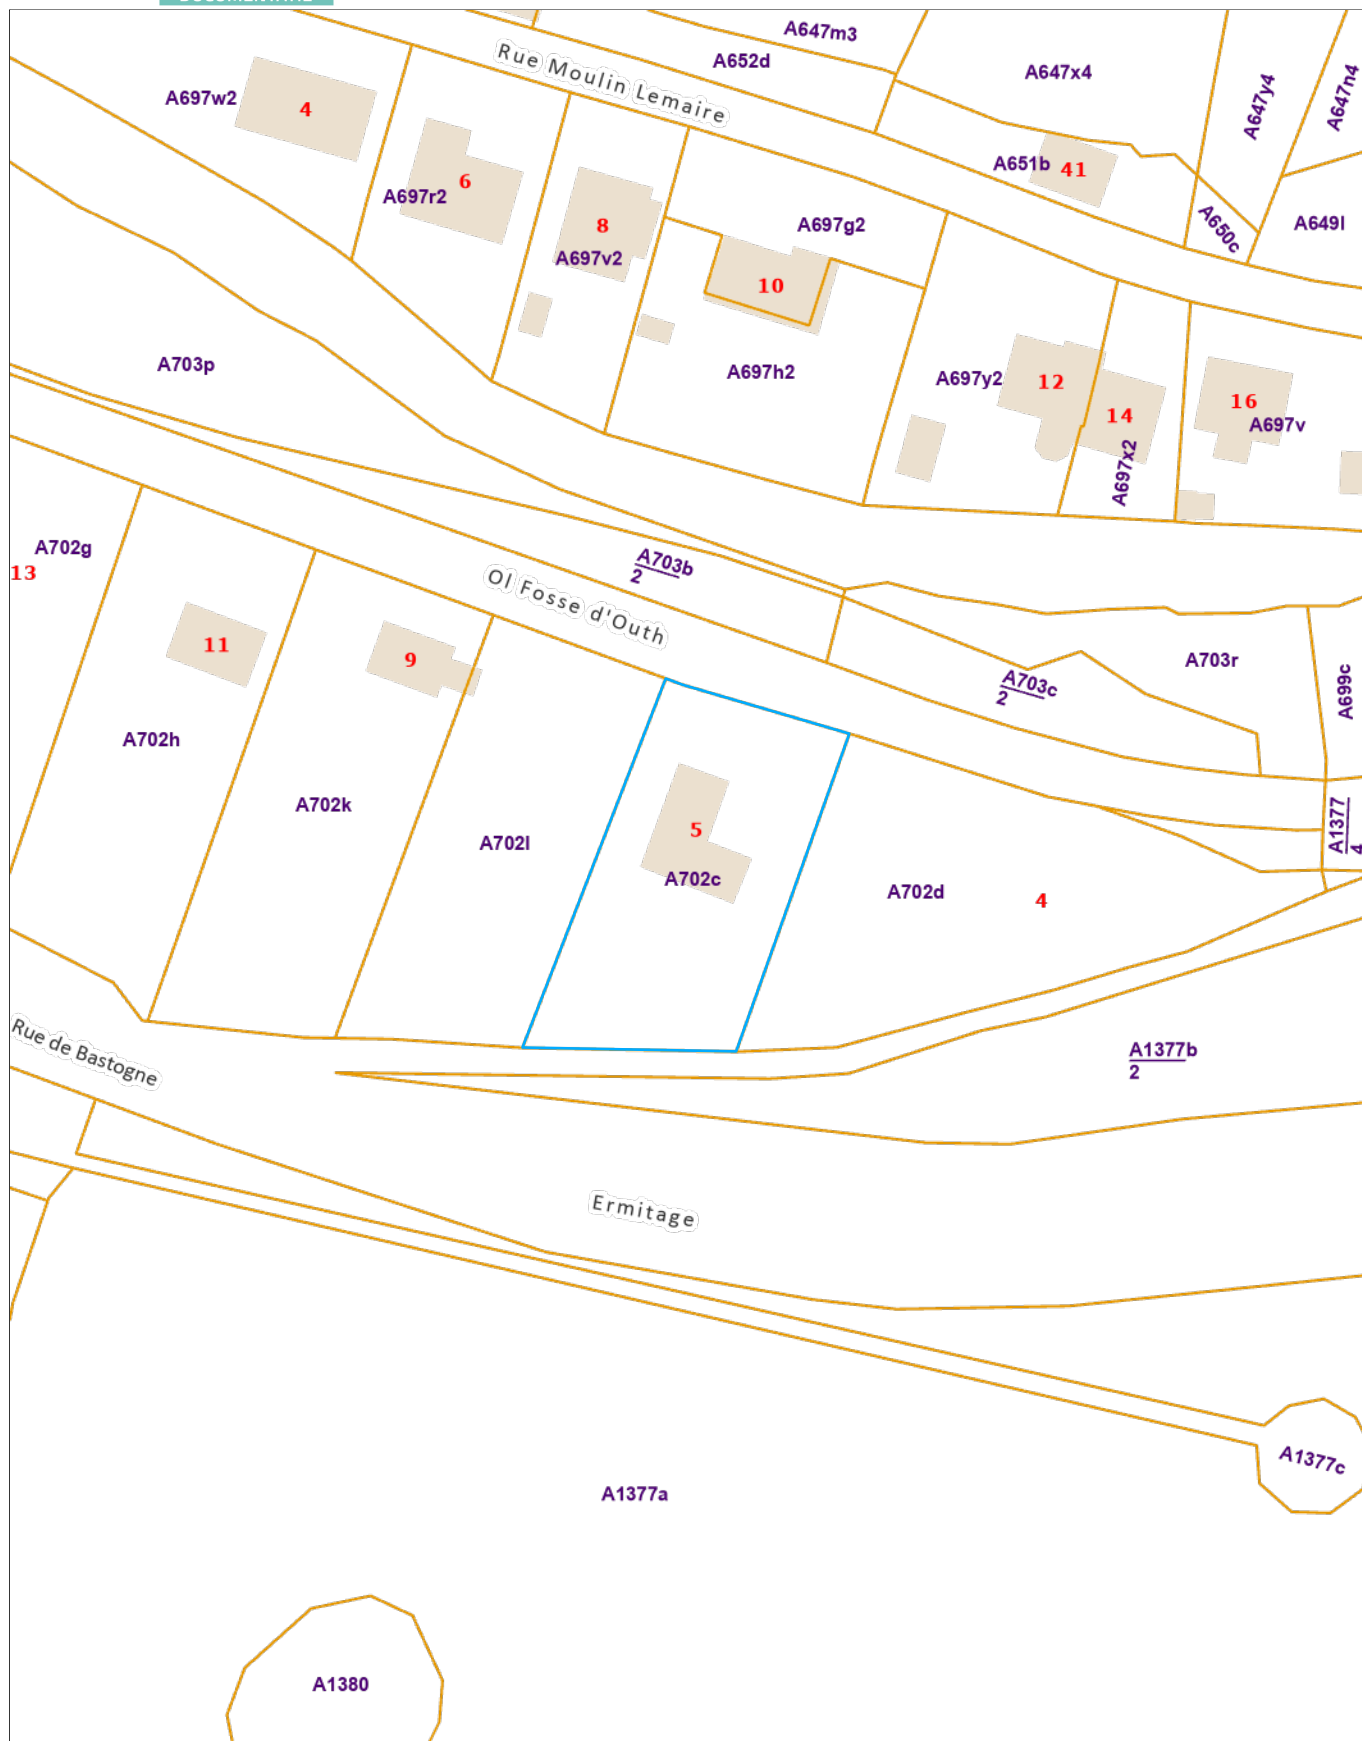 A647m3
A652d
Rue Moulin Lemaire
A647x4
A647y4
A647n4
A697w2
4
A651b
41
6
A697r2
A650c
A649l
8
A697v2
A697g2
10
A703p
A697h2
A697y2
12
14
16
A697v
A697x2
A702g
13
A703b
2
Ol Fosse d'Outh
11
9
A703r
A703c
2
A699c
A702h
A702k
A702l
5
A702c
A702d
4
A1377
4
Rue de Bastogne
A1377b
2
Ermitage
A1377c
A1377a
A1380